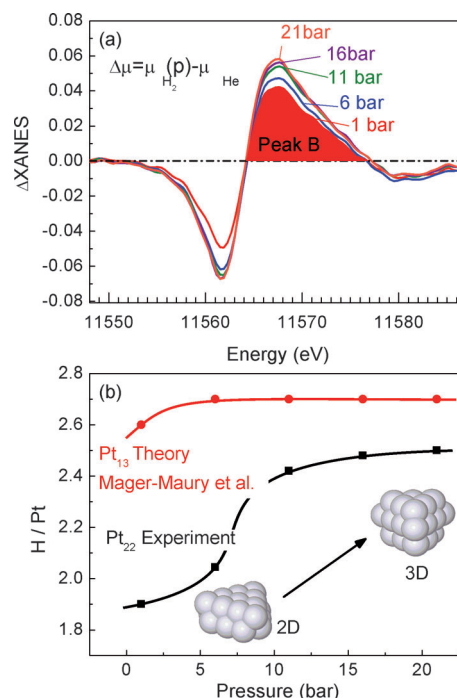 (a)
Δμ=μ (p)-μ
H₂ He
21bar
16bar
11 bar
6 bar
1 bar
Peak B
ΔXANES
0.08
0.06
0.04
0.02
0.00
-0.02
-0.04
-0.06
-0.08
11550 11560 11570 11580
Energy (eV)
(b)
H / Pt
2.8
2.6
2.4
2.2
2.0
1.8
Pt₁₃ Theory
Mager-Maury et al.
Pt₂₂ Experiment
3D
2D
0 5 10 15 20
Pressure (bar)